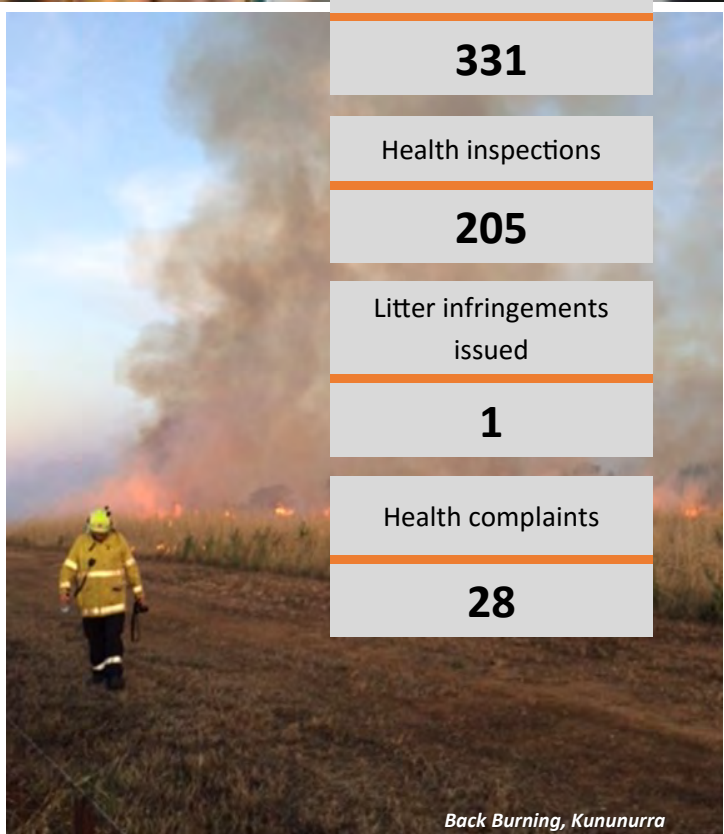 331
Health inspections
205
Litter infringements
issued
1
Health complaints
28
Back Burning, Kununurra